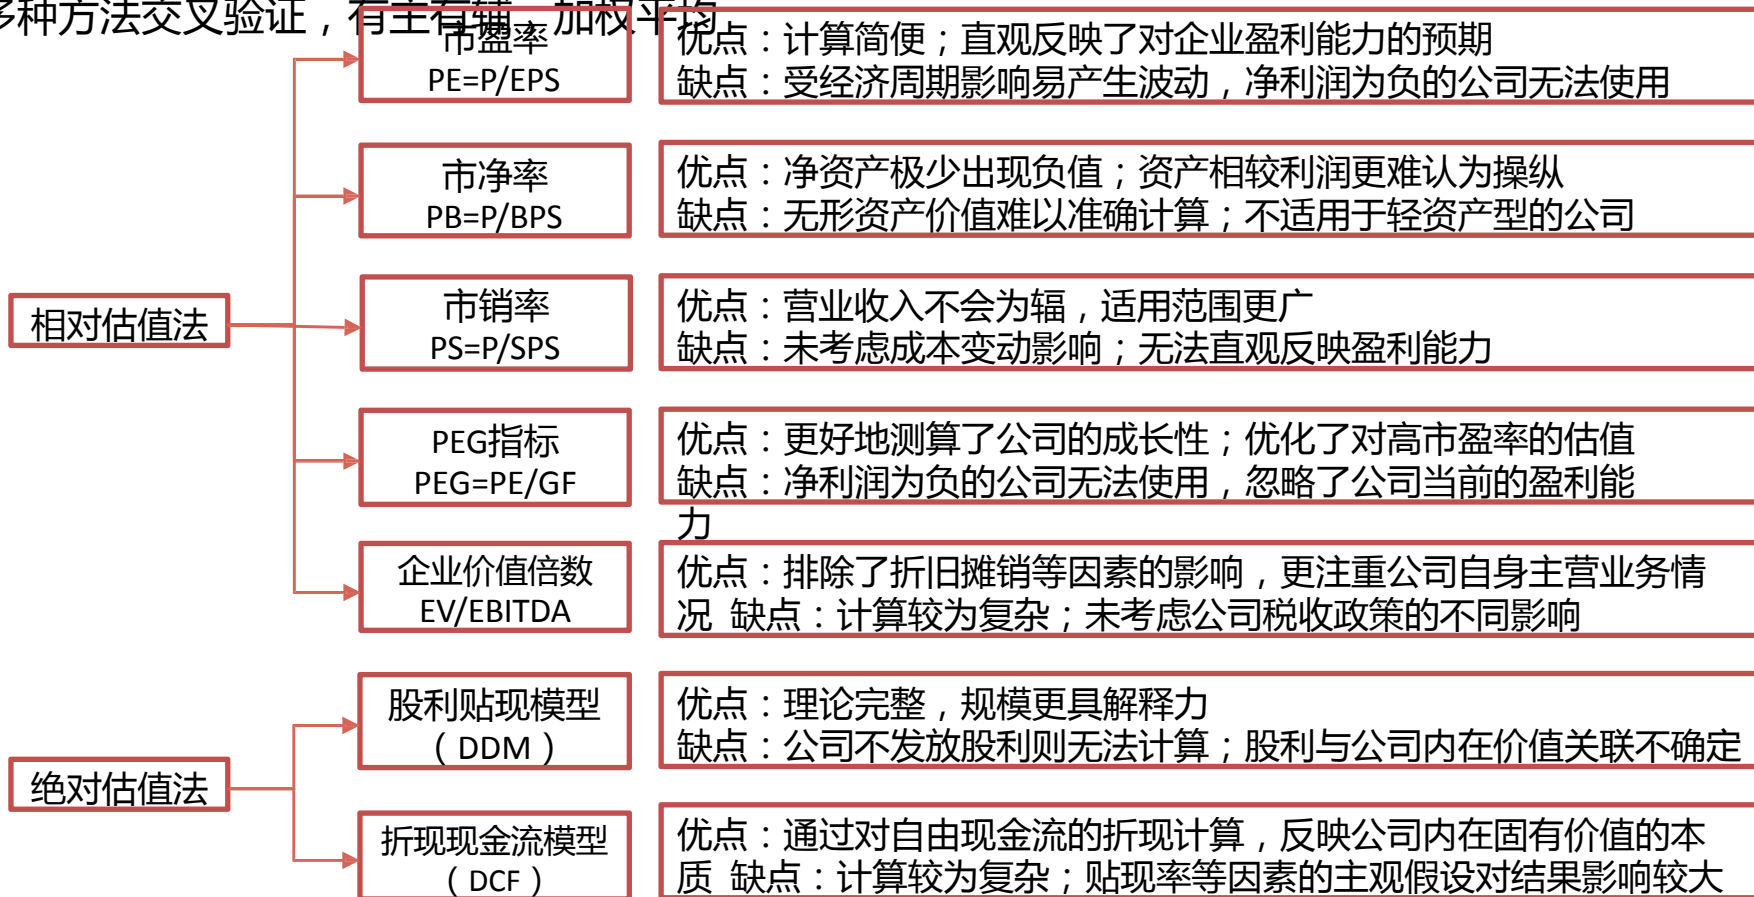 多种方法交叉验证，有主有辅，加权平均
市盈率
PE=P/EPS
优点：计算简便；直观反映了对企业盈利能力的预期
缺点：受经济周期影响易产生波动，净利润为负的公司无法使用
市净率
PB=P/BPS
优点：净资产极少出现负值；资产相较利润更难认为操纵
缺点：无形资产价值难以准确计算；不适用于轻资产型的公司
相对估值法
市销率
PS=P/SPS
优点：营业收入不会为辐，适用范围更广
缺点：未考虑成本变动影响；无法直观反映盈利能力
PEG指标
PEG=PE/GF
优点：更好地测算了公司的成长性；优化了对高市盈率的估值
缺点：净利润为负的公司无法使用，忽略了公司当前的盈利能
力
企业价值倍数
EV/EBITDA
优点：排除了折旧摊销等因素的影响，更注重公司自身主营业务情
况 缺点：计算较为复杂；未考虑公司税收政策的不同影响
绝对估值法
股利贴现模型
（DDM）
优点：理论完整，规模更具解释力
缺点：公司不发放股利则无法计算；股利与公司内在价值关联不确定
折现现金流模型
（DCF）
优点：通过对自由现金流的折现计算，反映公司内在固有价值的本
质 缺点：计算较为复杂；贴现率等因素的主观假设对结果影响较大